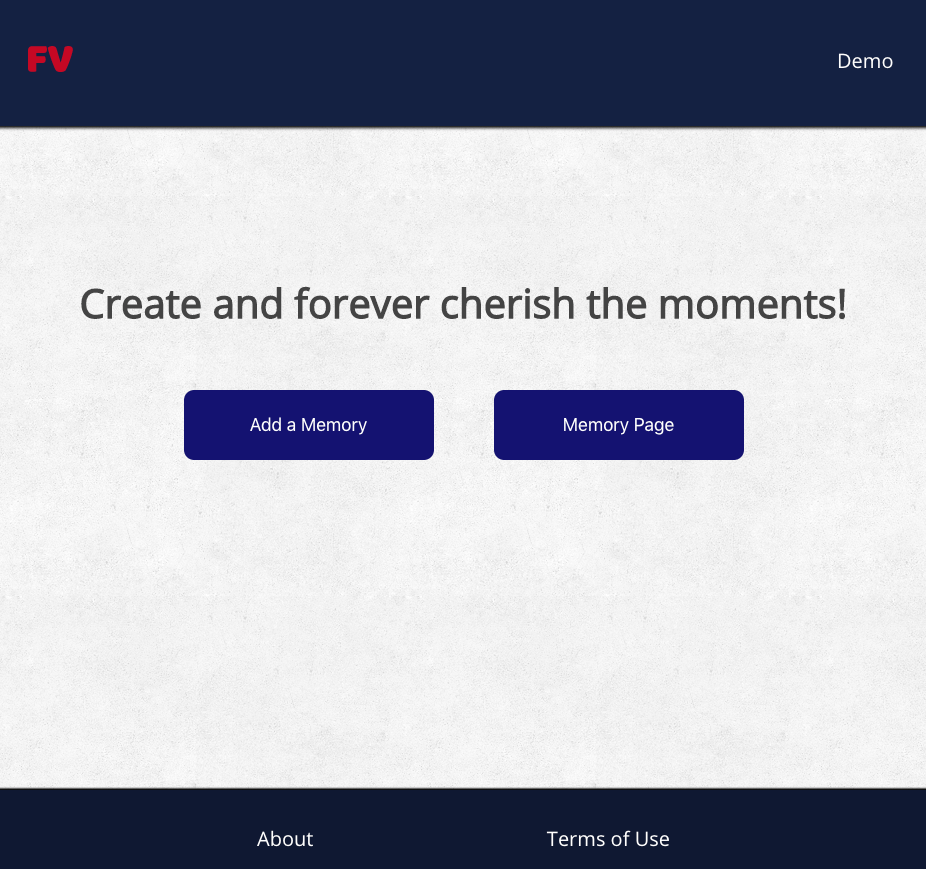 FV
Demo
Create and forever cherish the moments!
Add a Memory
Memory Page
About
Terms of Use